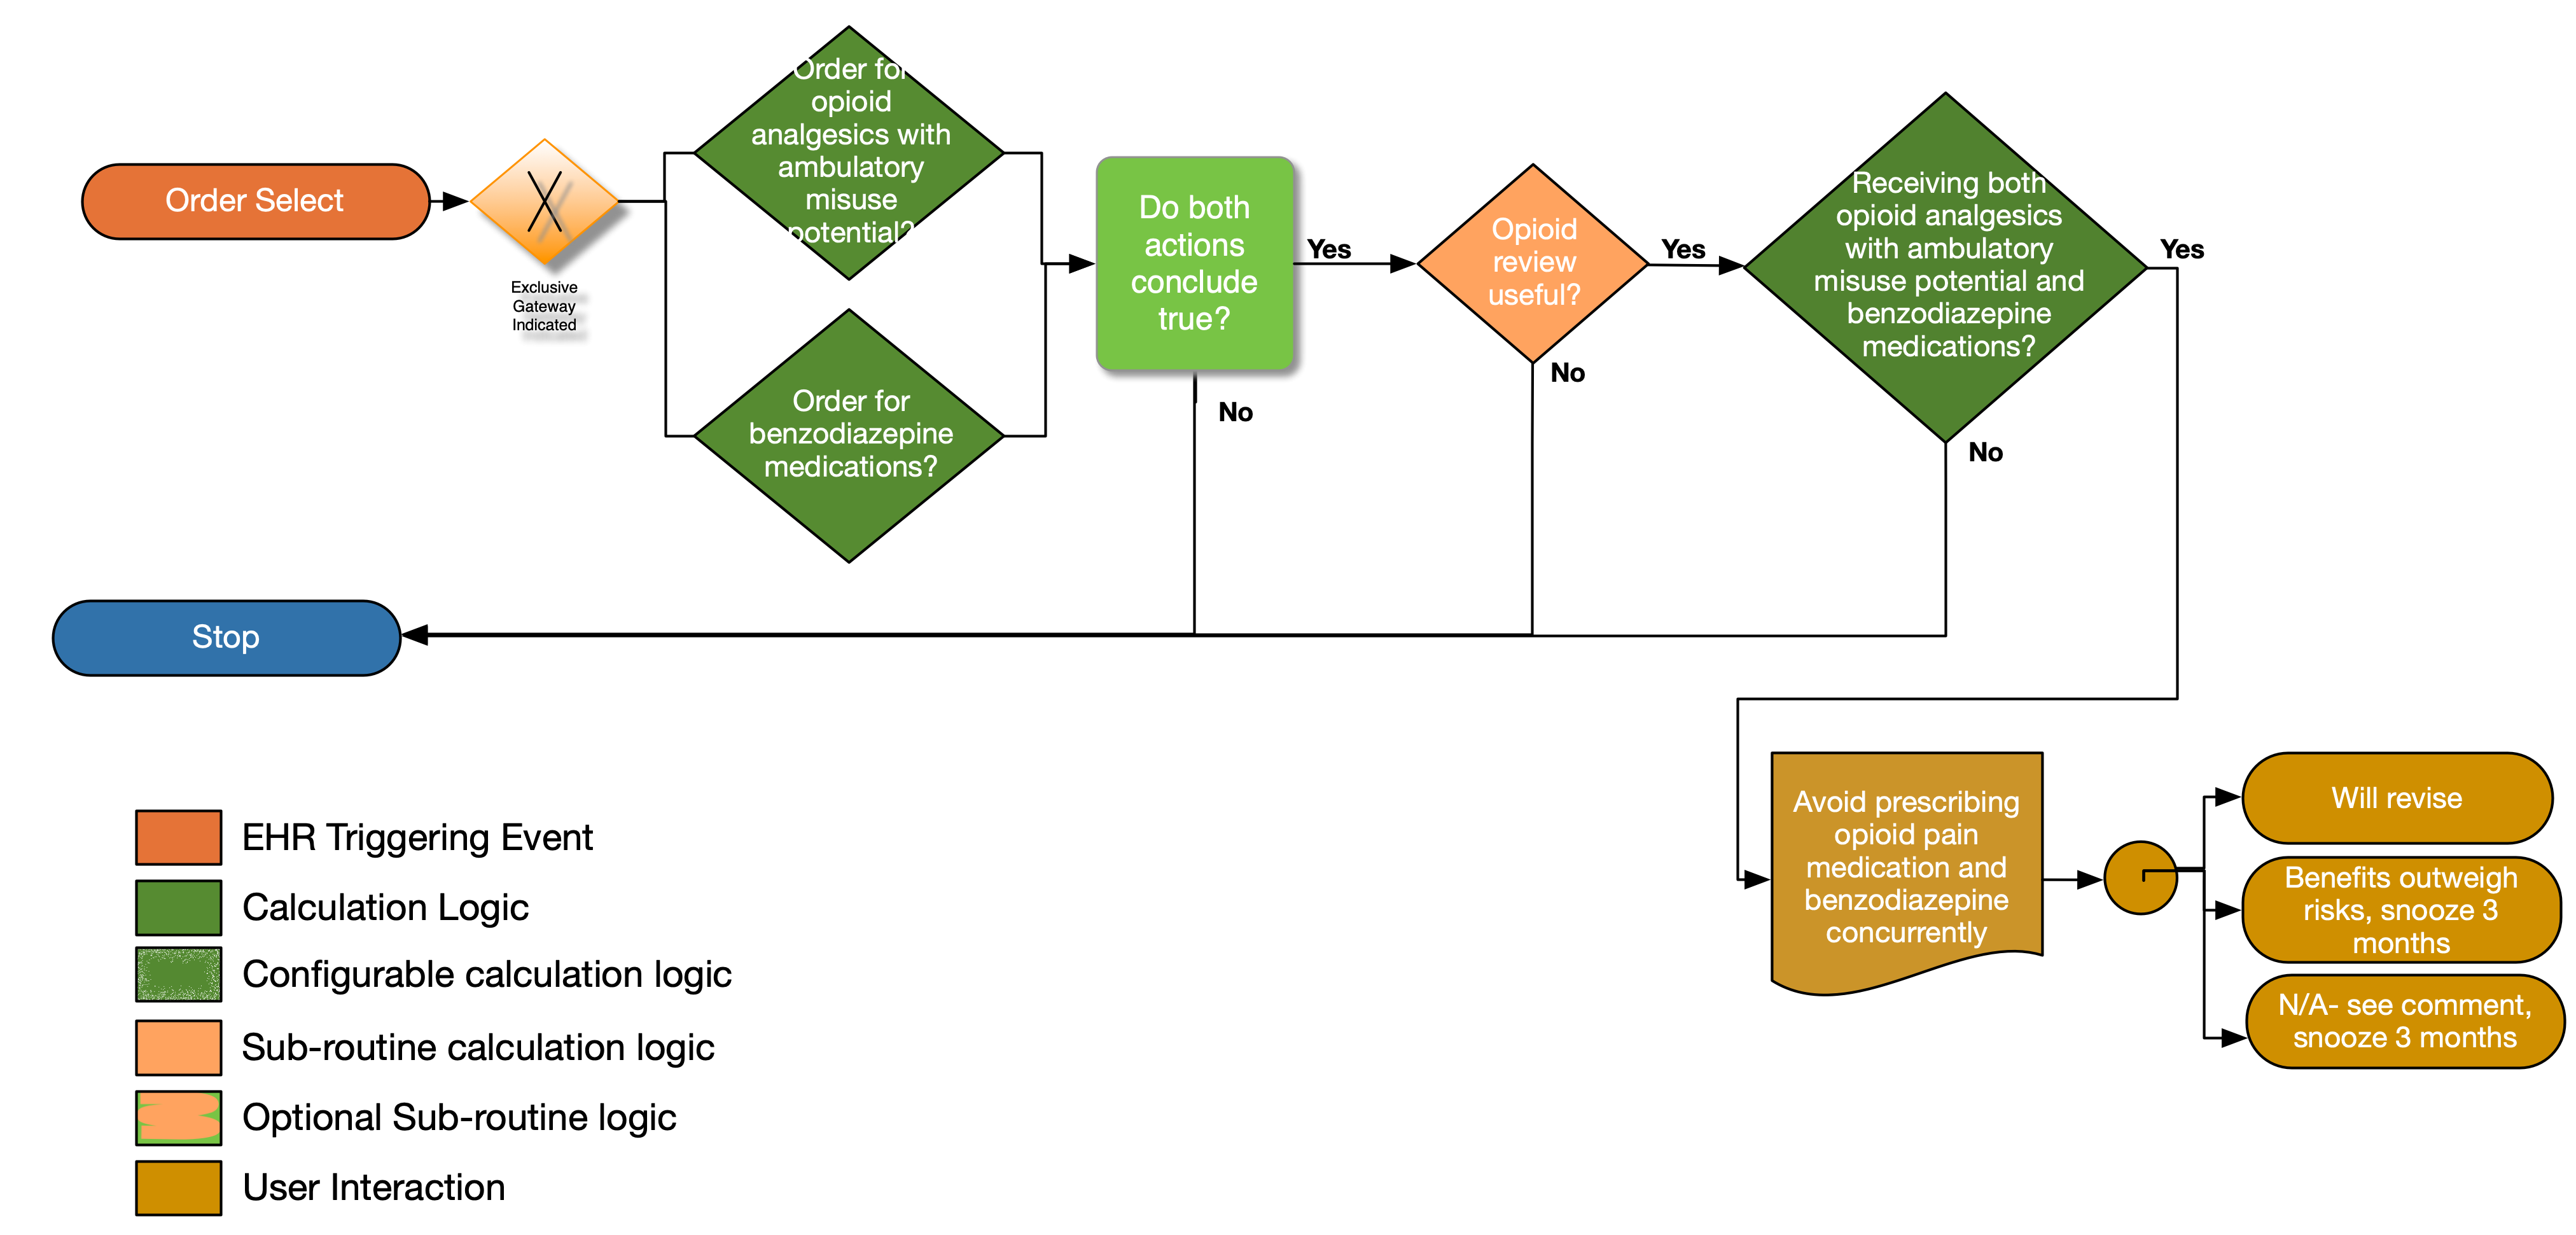 Order Select
Exclusive
Gateway
Indicated
Order for
opioid
analgesics with
ambulatory
misuse
potential?
Order for
benzodiazepine
medications?
Do both
actions
conclude
true?
Yes
No
Opioid
review
useful?
Yes
No
Receiving both
opioid analgesics
with ambulatory
misuse potential and
benzodiazepine
medications?
Yes
No
Stop
Avoid prescribing
opioid pain
medication and
benzodiazepine
concurrently
Will revise
Benefits outweigh
risks, snooze 3
months
N/A- see comment,
snooze 3 months
EHR Triggering Event
Calculation Logic
Configurable calculation logic
Sub-routine calculation logic
Optional Sub-routine logic
User Interaction